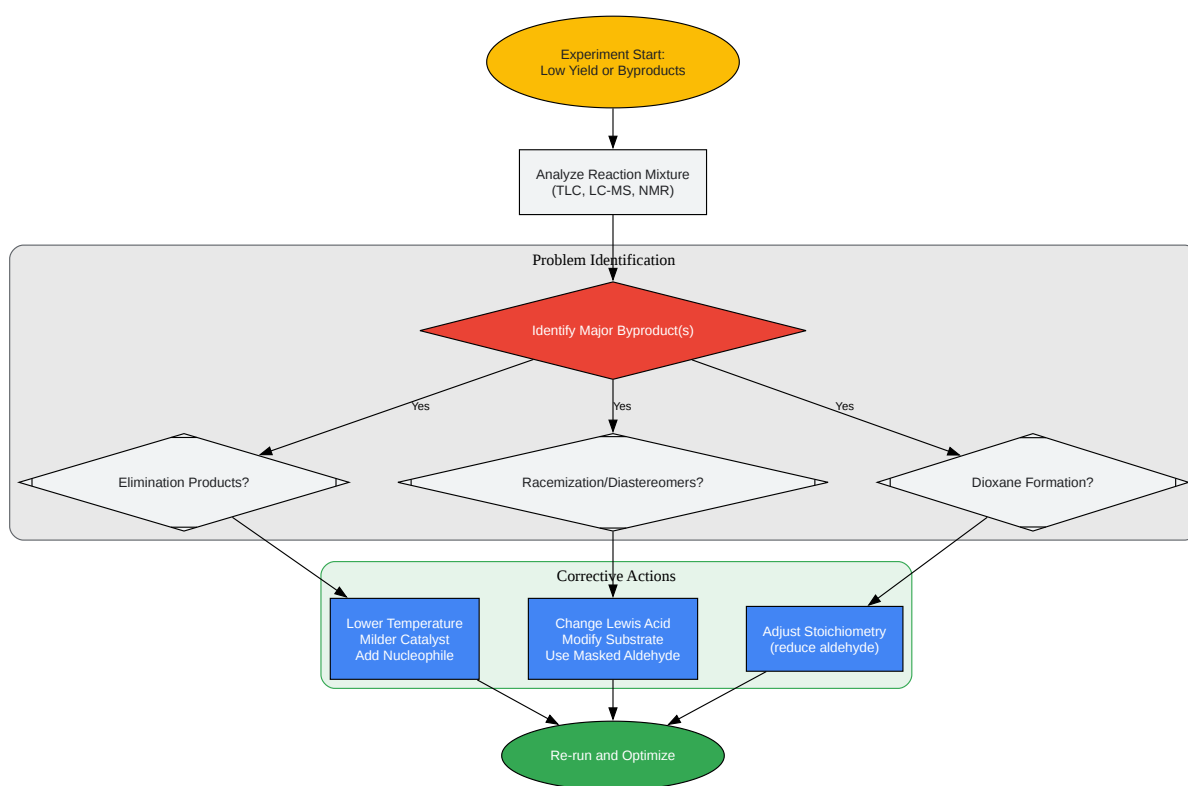 Experiment Start:
Low Yield or Byproducts
Analyze Reaction Mixture
(TLC, LC-MS, NMR)
Problem Identification
Identify Major Byproduct(s)
Yes
Yes
Yes
Elimination Products?
Racemization/Diastereomers?
Dioxane Formation?
Corrective Actions
Lower Temperature
Milder Catalyst
Add Nucleophile
Change Lewis Acid
Modify Substrate
Use Masked Aldehyde
Adjust Stoichiometry
(reduce aldehyde)
Re-run and Optimize